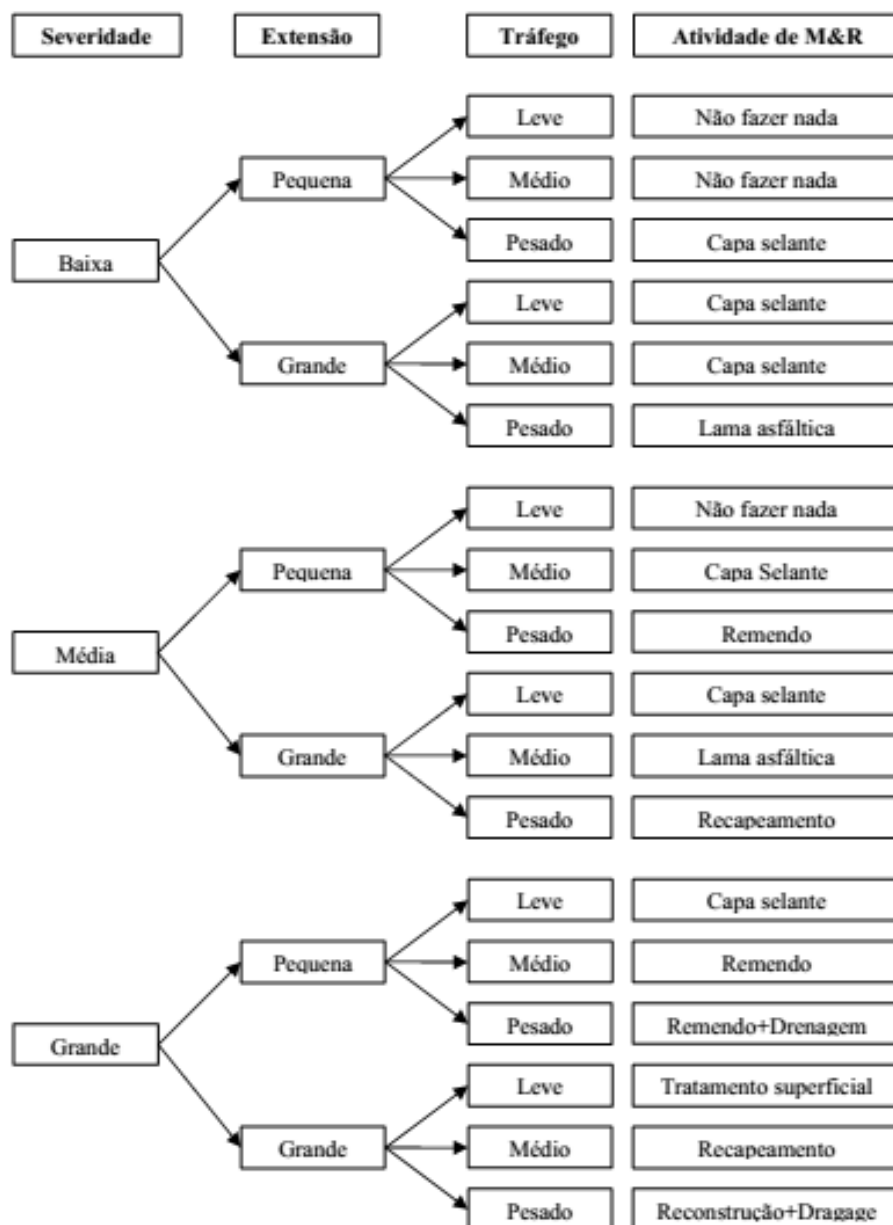 Severidade Extensão Tráfego Atividade de M&R
Leve Não fazer nada
Pequena Médio Não fazer nada
Pesado Capa selante
Baixa
Leve Capa selante
Grande Médio Capa selante
Pesado Lama asfáltica
Leve Não fazer nada
Pequena Médio Capa Selante
Pesado Remendo
Média
Leve Capa selante
Grande Médio Lama asfáltica
Pesado Recapeamento
Leve Capa selante
Pequena Médio Remendo
Pesado Remendo+Drenagem
Grande
Leve Tratamento superficial
Grande Médio Recapeamento
Pesado Reconstrução+Dragage